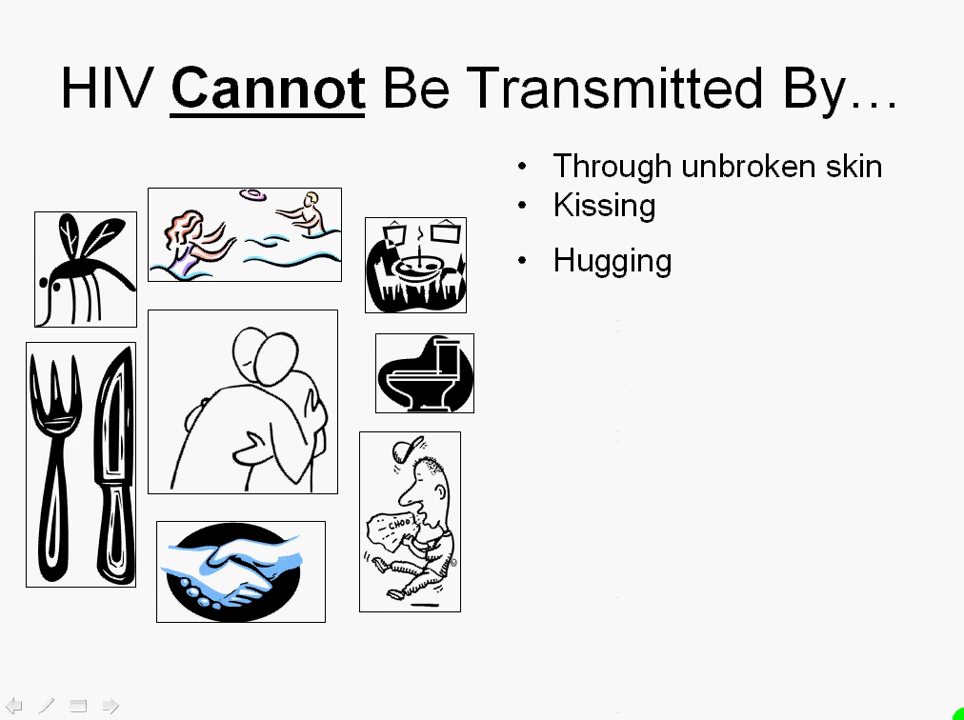 HIV Cannot Be Transmitted By…
• Through unbroken skin
• Kissing
• Hugging
CHOO